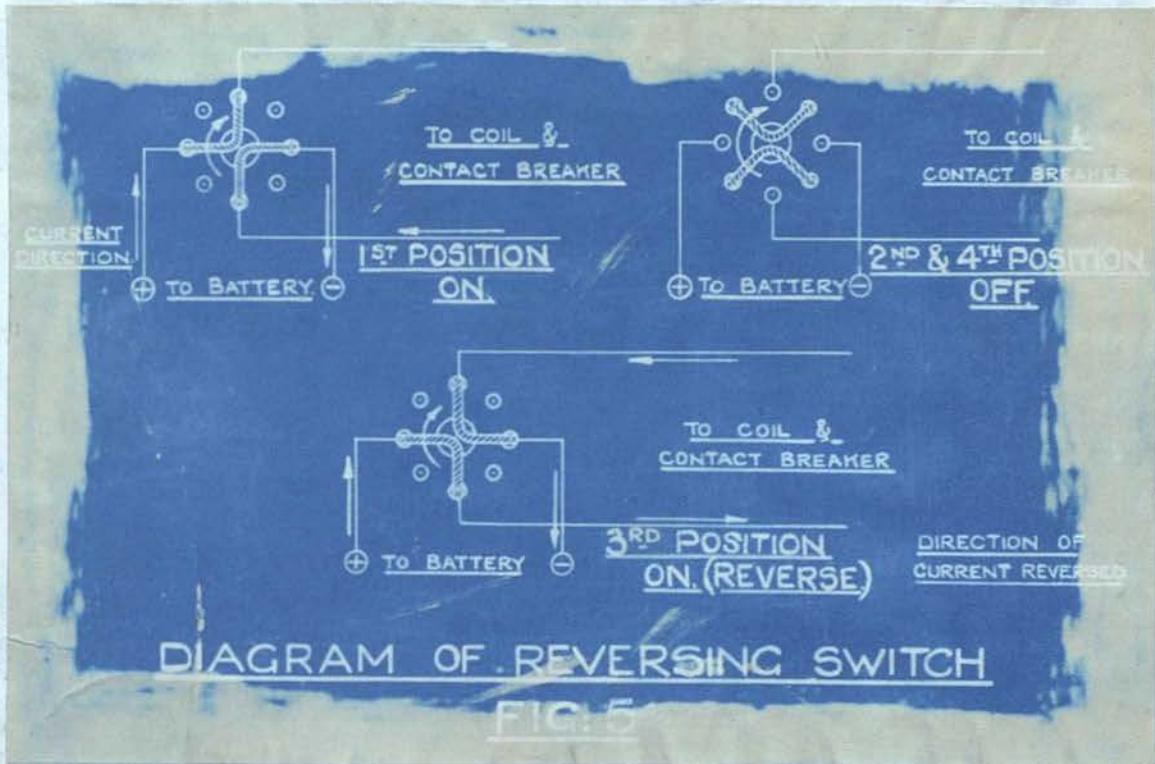 TO COIL &
CONTACT BREAKER
CURRENT
DIRECTION
1ST POSITION
ON.
+ TO BATTERY. −
TO COIL &
CONTACT BREAKER
2ND & 4TH POSITION
OFF.
+ TO BATTERY −
TO COIL &
CONTACT BREAKER
3RD POSITION
ON. (REVERSE)
+ TO BATTERY −
DIRECTION OF
CURRENT REVERSED
DIAGRAM OF REVERSING SWITCH
FIG: 5